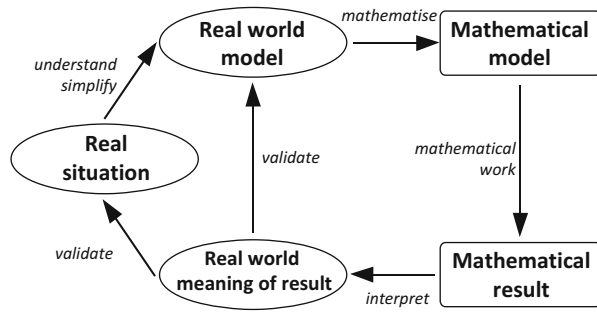 mathematise
Real world
model
Mathematical
model
understand
simplify
Real
situation
validate
mathematical
work
validate
Real world
meaning of result
interpret
Mathematical
result